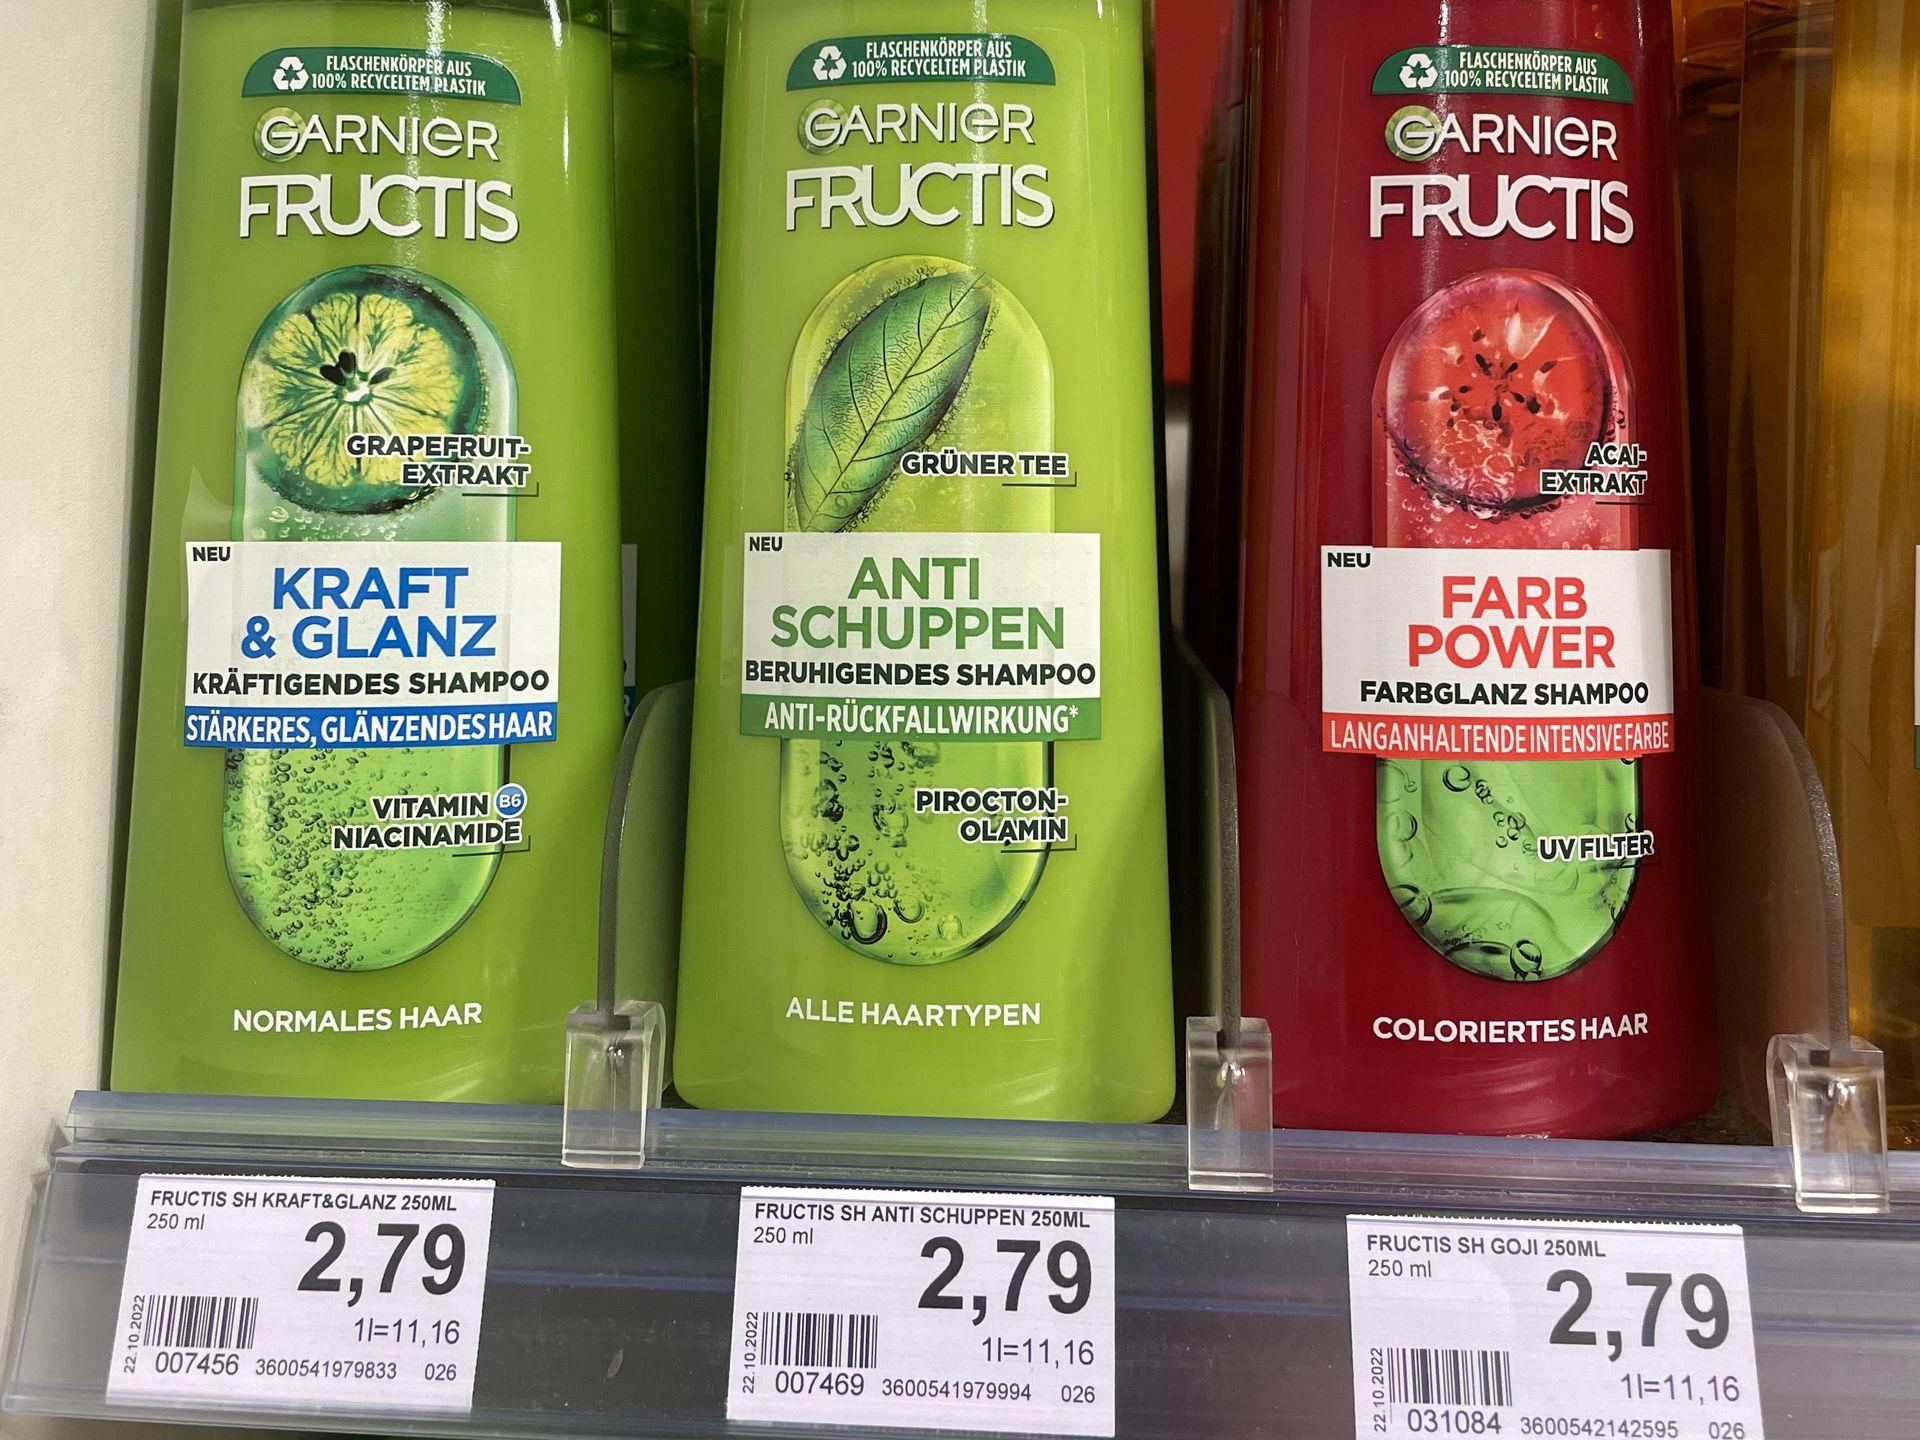 FLASCHENKÖRPER AUS
100% RECYCELTEM PLASTIK
GARNIER
FRUCTIS
GRAPEFRUIT-
EXTRAKT
NEU
KRAFT
& GLANZ
KRÄFTIGENDES SHAMPOO
STÄRKERES, GLÄNZENDES HAAR
VITAMIN B6
NIACINAMIDE
NORMALES HAAR
FLASCHENKÖRPER AUS
100% RECYCELTEM PLASTIK
GARNIER
FRUCTIS
GRÜNER TEE
NEU
ANTI
SCHUPPEN
BERUHIGENDES SHAMPOO
ANTI-RÜCKFALLWIRKUNG*
PIROCTON-
OLAMIN
ALLE HAARTYPEN
FLASCHENKÖRPER AUS
100% RECYCELTEM PLASTIK
GARNIER
FRUCTIS
ACAI-
EXTRAKT
NEU
FARB
POWER
FARBGLANZ SHAMPOO
LANGANHALTENDE INTENSIVE FARBE
UV FILTER
COLORIERTES HAAR
FRUCTIS SH KRAFT&GLANZ 250ML
250 ml
2,79
1l=11,16
22.10.2022
007456 3600541979833 026
FRUCTIS SH ANTI SCHUPPEN 250ML
250 ml
2,79
1l=11,16
22.10.2022
007469 3600541979994 026
FRUCTIS SH GOJI 250ML
250 ml
2,79
1l=11,16
22.10.2022
031084 3600542142595 026